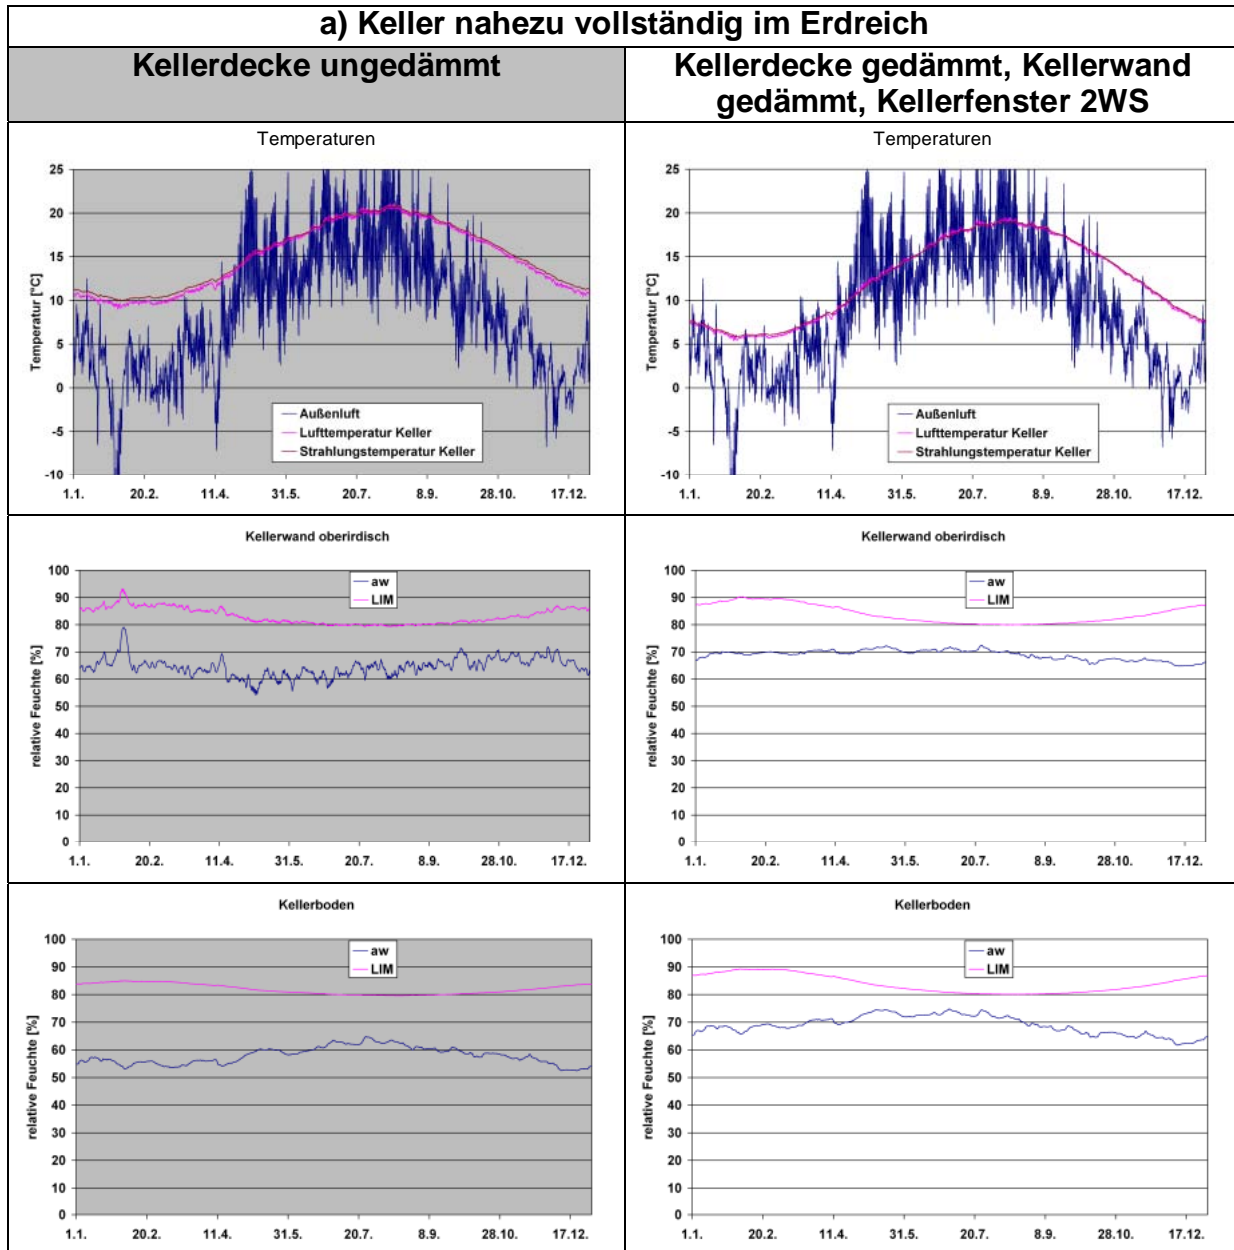 a) Keller nahezu vollständig im Erdreich
Kellerdecke ungedämmt
Kellerdecke gedämmt, Kellerwand
gedämmt, Kellerfenster 2WS
Temperaturen
25
20
15
10
5
0
-5
-10
Temperatur [°C]
Außenluft
Lufttemperatur Keller
Strahlungstemperatur Keller
1.1. 20.2. 11.4. 31.5. 20.7. 8.9. 28.10. 17.12.
Temperaturen
25
20
15
10
5
0
-5
-10
Temperatur [°C]
Außenluft
Lufttemperatur Keller
Strahlungstemperatur Keller
1.1. 20.2. 11.4. 31.5. 20.7. 8.9. 28.10. 17.12.
Kellerwand oberirdisch
100
90
80
70
60
50
40
30
20
10
0
relative Feuchte [%]
aw
LIM
1.1. 20.2. 11.4. 31.5. 20.7. 8.9. 28.10. 17.12.
Kellerwand oberirdisch
100
90
80
70
60
50
40
30
20
10
0
relative Feuchte [%]
aw
LIM
1.1. 20.2. 11.4. 31.5. 20.7. 8.9. 28.10. 17.12.
Kellerboden
100
90
80
70
60
50
40
30
20
10
0
relative Feuchte [%]
aw
LIM
1.1. 20.2. 11.4. 31.5. 20.7. 8.9. 28.10. 17.12.
Kellerboden
100
90
80
70
60
50
40
30
20
10
0
relative Feuchte [%]
aw
LIM
1.1. 20.2. 11.4. 31.5. 20.7. 8.9. 28.10. 17.12.